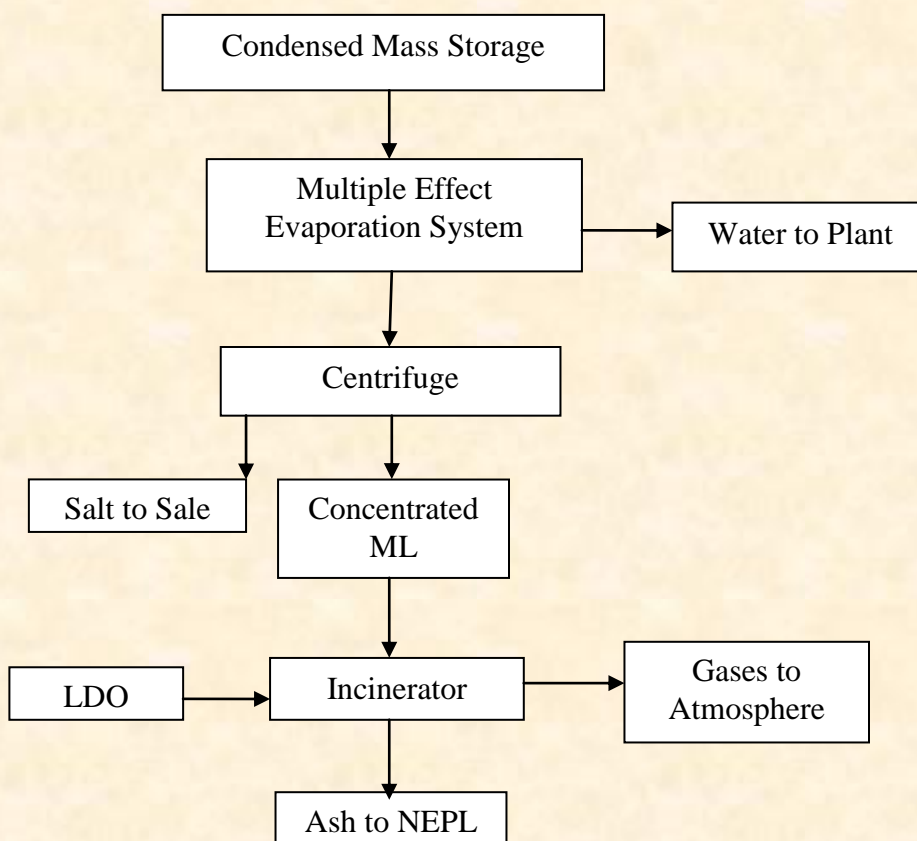 Condensed Mass Storage
Multiple Effect
Evaporation System
Water to Plant
Centrifuge
Salt to Sale
Concentrated
ML
LDO
Incinerator
Gases to
Atmosphere
Ash to NEPL